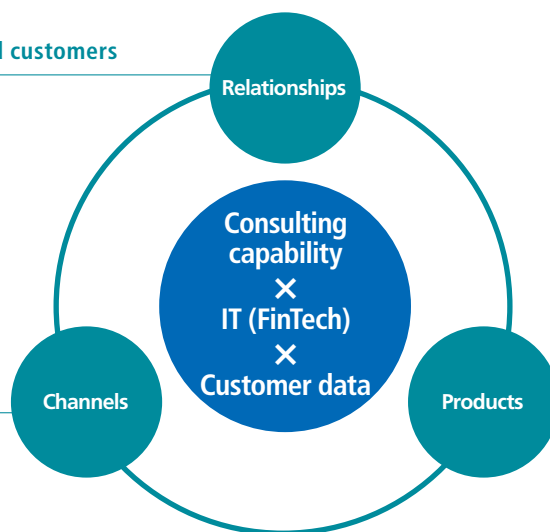 customers
Relationships
Consulting
capability
×
IT (FinTech)
×
Customer data
Channels
Products